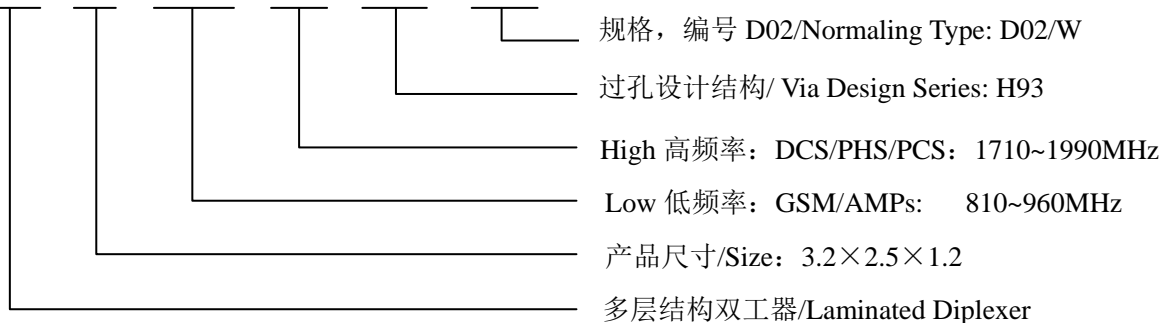 规格，编号 D02/Normaling Type: D02/W
过孔设计结构/ Via Design Series: H93
High 高频率：DCS/PHS/PCS：1710~1990MHz
Low 低频率：GSM/AMPs: 810~960MHz
产品尺寸/Size：3.2×2.5×1.2
多层结构双工器/Laminated Diplexer